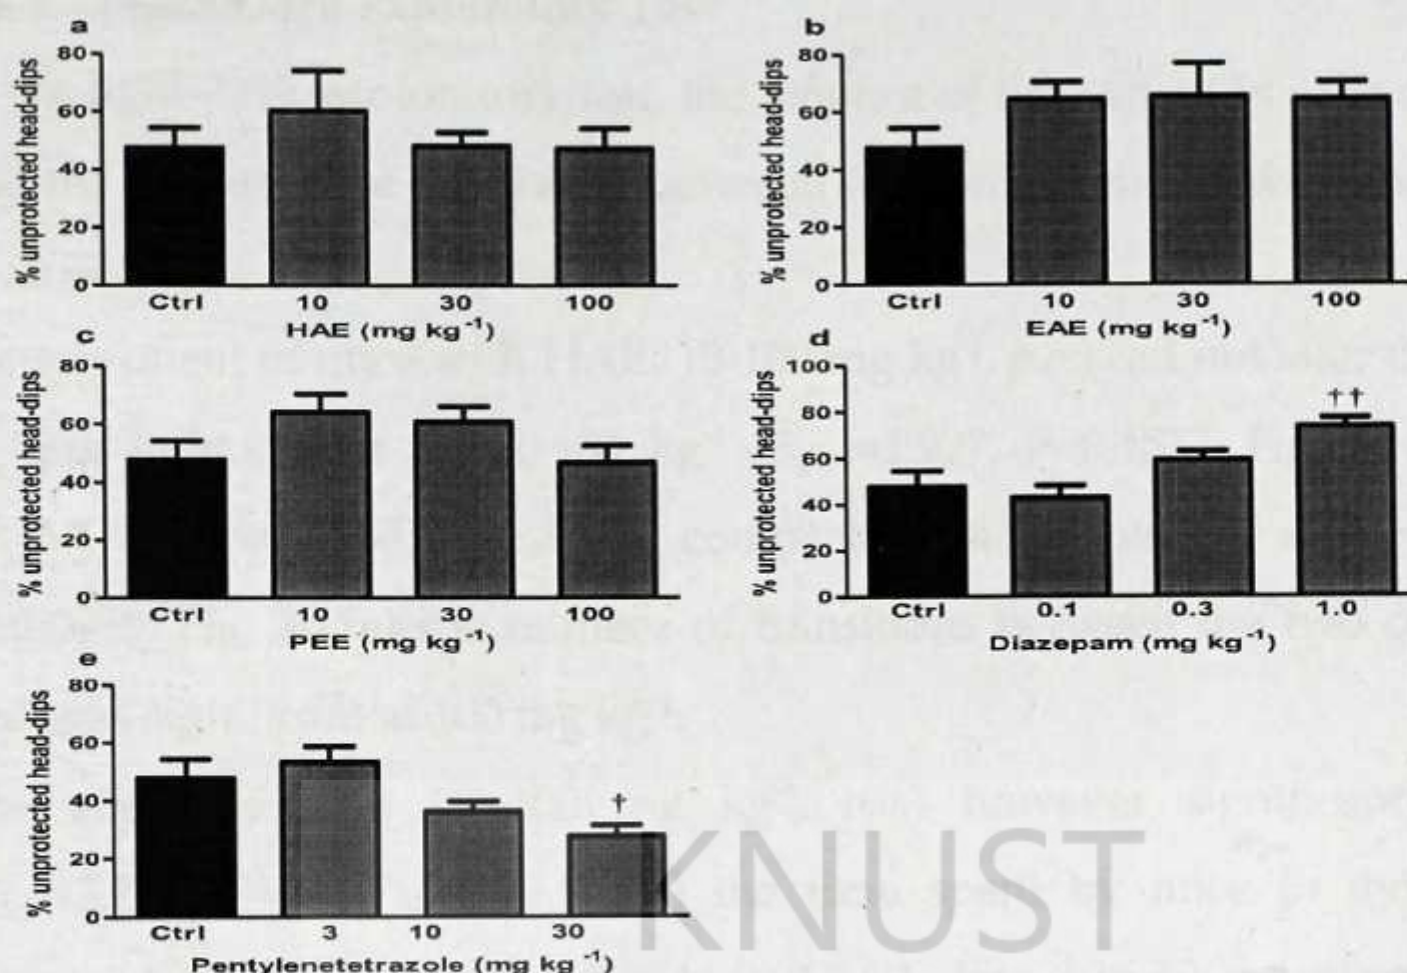 a
80
60
40
20
0
% unprotected head-dips
Ctrl 10 30 100
HAE (mg kg⁻¹)
b
80
60
40
20
0
% unprotected head-dips
Ctrl 10 30 100
EAE (mg kg⁻¹)
c
80
60
40
20
0
% unprotected head-dips
Ctrl 10 30 100
PEE (mg kg⁻¹)
d
100
80
60
40
20
0
% unprotected head-dips
††
Ctrl 0.1 0.3 1.0
Diazepam (mg kg⁻¹)
e
80
60
40
20
0
% unprotected head-dips
†
Ctrl 3 10 30
Pentylenetetrazole (mg kg⁻¹)
KNUST